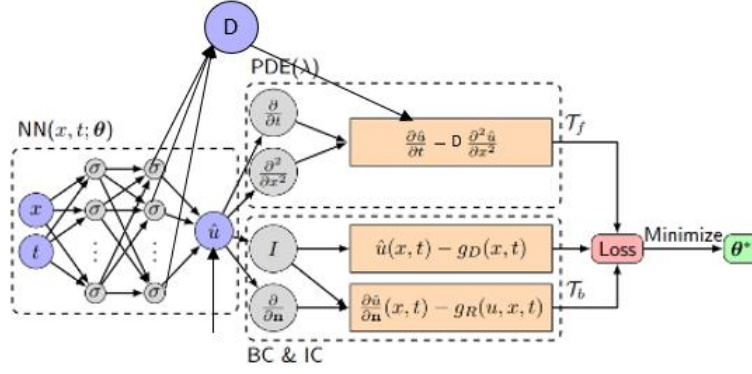 D
PDE(λ)
NN(x, t; θ)
∂/∂t
∂û/∂t − D ∂²û/∂x²
𝒯_f
∂²/∂x²
σ σ
x
σ σ
t
û
⋮ ⋮
σ σ
I
û(x, t) − g_D(x, t)
Loss
Minimize
θ*
∂/∂n
∂û/∂n (x, t) − g_R(u, x, t)
𝒯_b
BC & IC